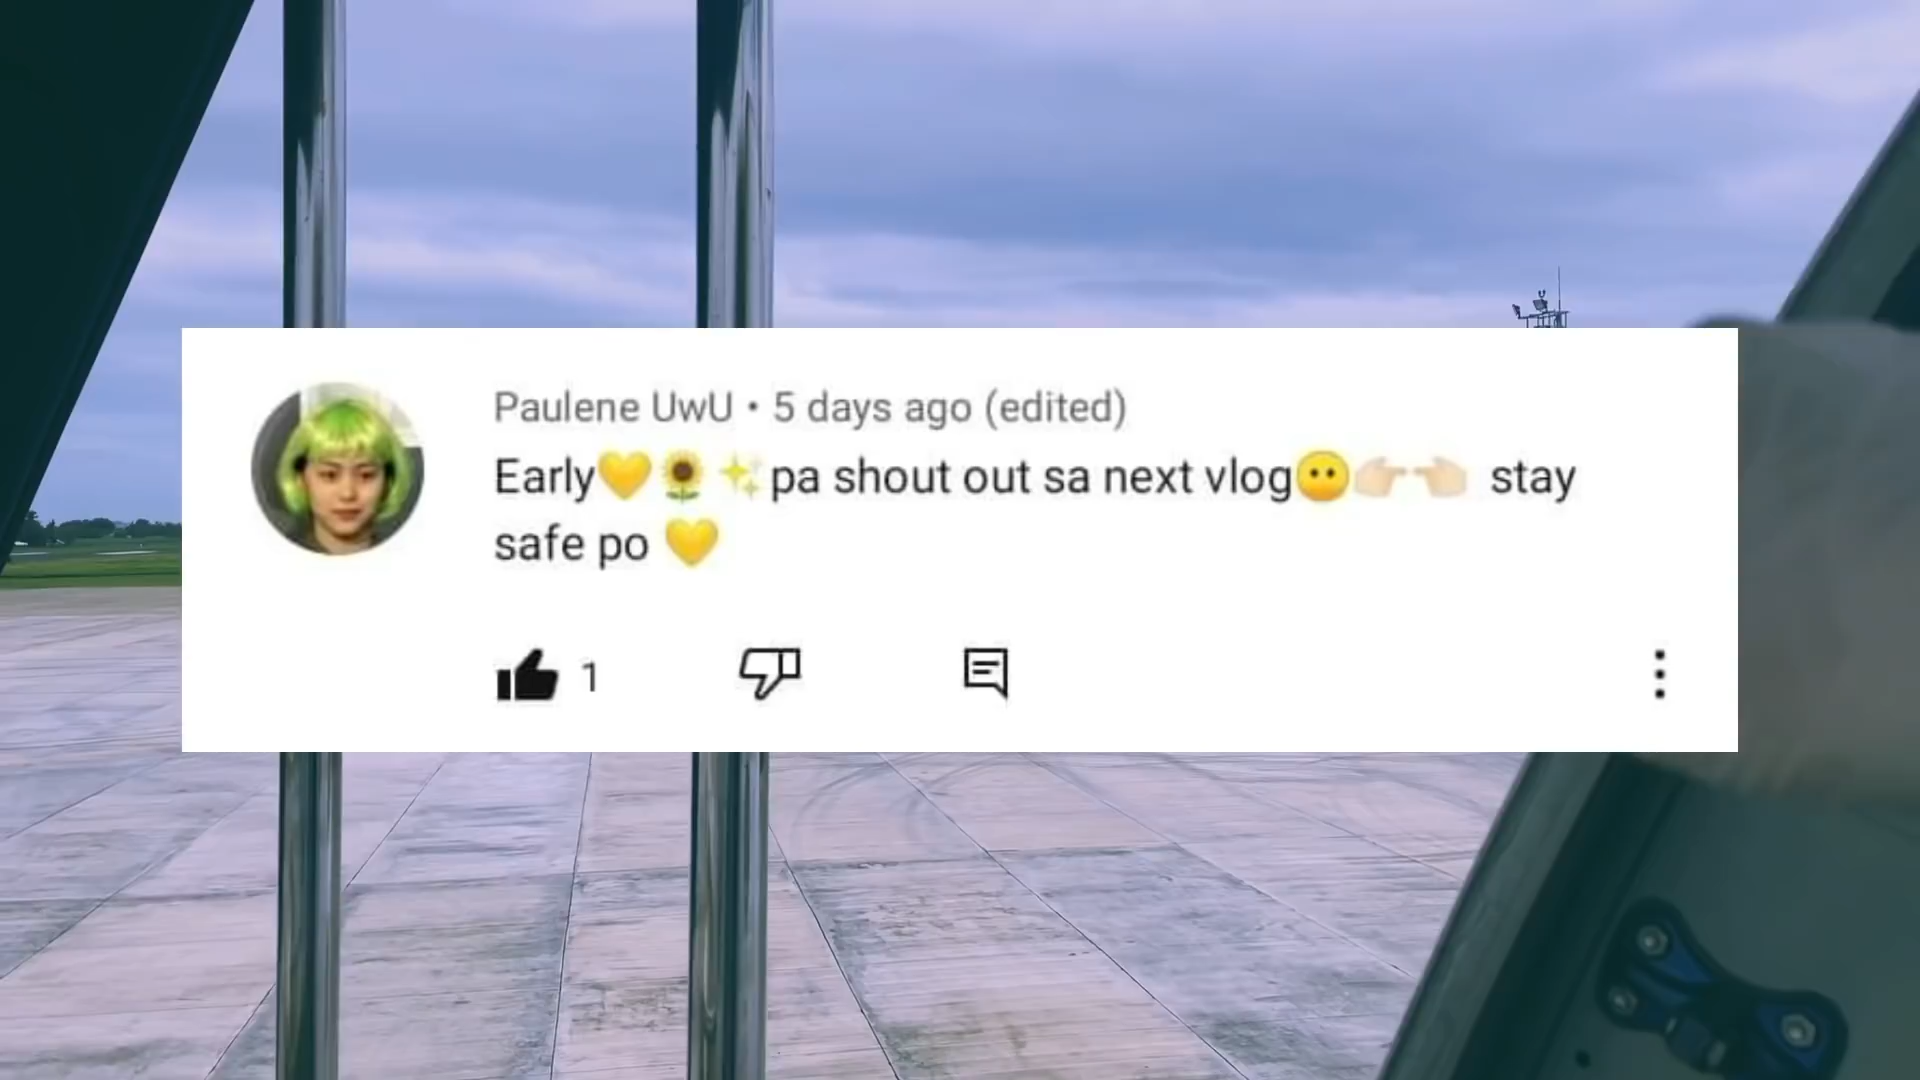 Paulene UwU • 5 days ago (edited)
Early💛🌻✨pa shout out sa next vlog😶👉🏻👈🏻 stay
safe po 💛
1